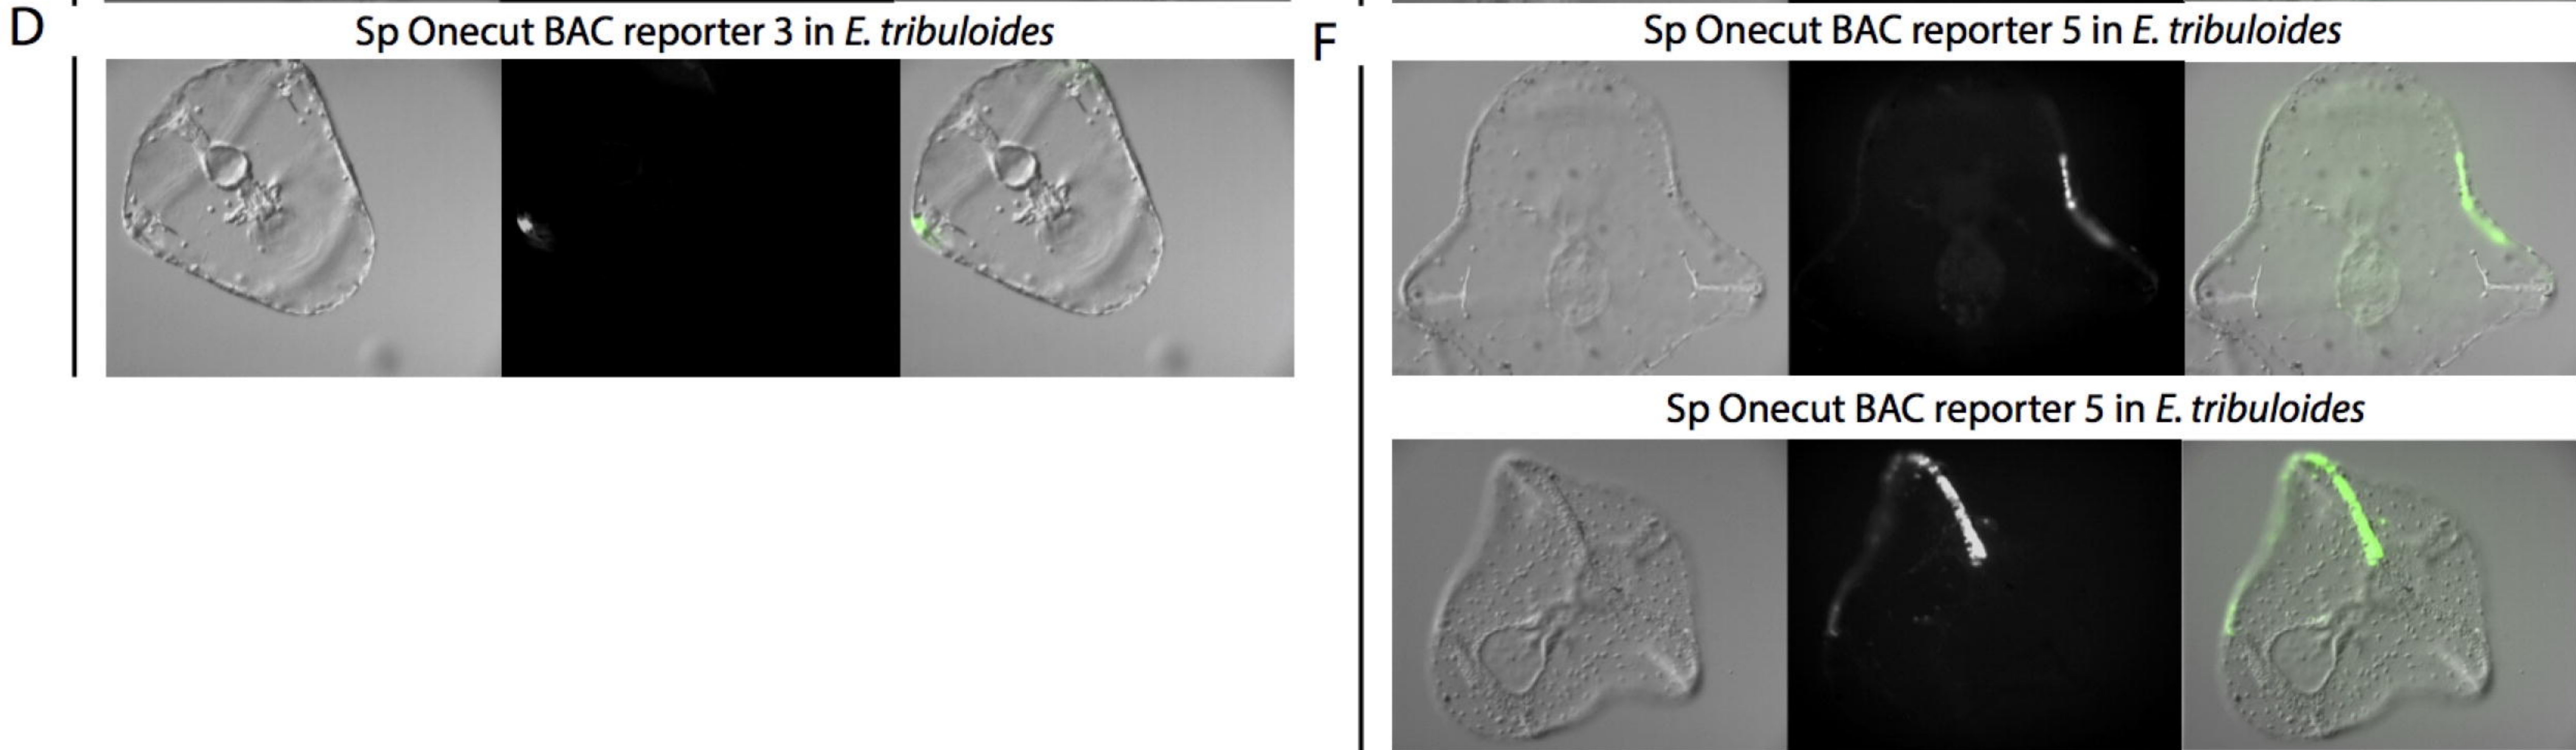 D
Sp Onecut BAC reporter 3 in E. tribuloides
F
Sp Onecut BAC reporter 5 in E. tribuloides
Sp Onecut BAC reporter 5 in E. tribuloides